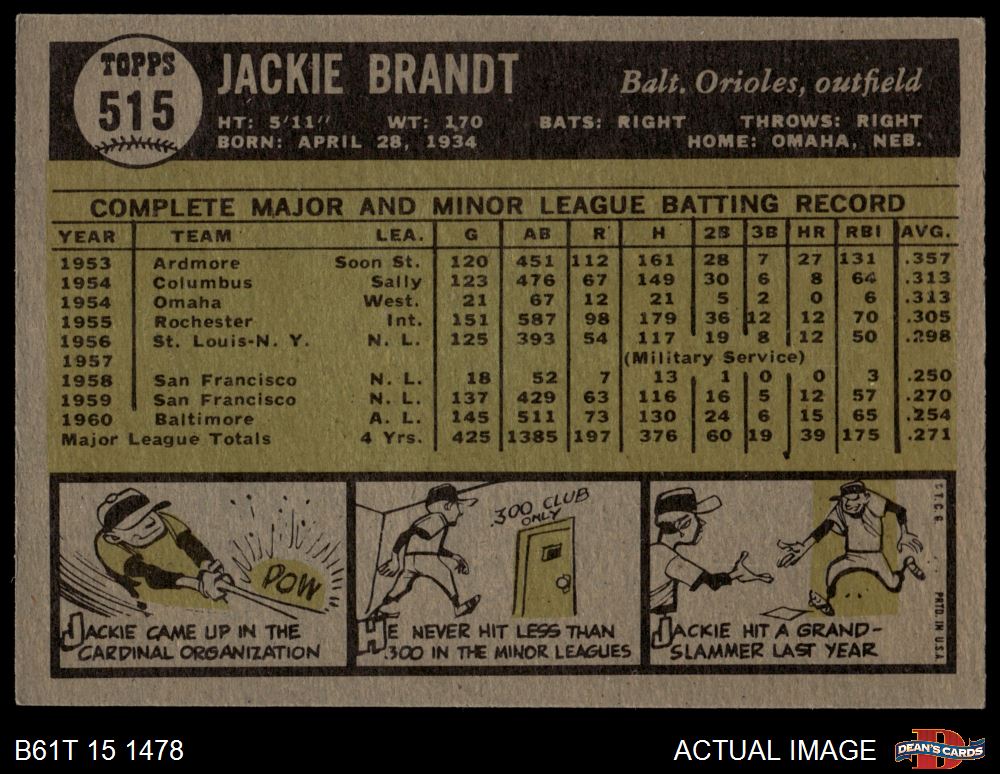 TOPPS
515
JACKIE BRANDT
Balt. Orioles, outfield
HT: 5'11" WT: 170 BATS: RIGHT THROWS: RIGHT
BORN: APRIL 28, 1934 HOME: OMAHA, NEB.
COMPLETE MAJOR AND MINOR LEAGUE BATTING RECORD
YEAR TEAM LEA. G AB R H 2B 3B HR RBI AVG.
1953 Ardmore Soon St. 120 451 112 161 28 7 27 131 .357
1954 Columbus Sally 123 476 67 149 30 6 8 64 .313
1954 Omaha West. 21 67 12 21 5 2 0 6 .313
1955 Rochester Int. 151 587 98 179 36 12 12 70 .305
1956 St. Louis-N. Y. N. L. 125 393 54 117 19 8 12 50 .298
1957 (Military Service)
1958 San Francisco N. L. 18 52 7 13 1 0 0 3 .250
1959 San Francisco N. L. 137 429 63 116 16 5 12 57 .270
1960 Baltimore A. L. 145 511 73 130 24 6 15 65 .254
Major League Totals 4 Yrs. 425 1385 197 376 60 19 39 175 .271
POW
JACKIE CAME UP IN THE
CARDINAL ORGANIZATION
.300 CLUB
ONLY
HE NEVER HIT LESS THAN
.300 IN THE MINOR LEAGUES
JACKIE HIT A GRAND-
SLAMMER LAST YEAR
© T. C. G. PRTD. IN U.S.A.
B61T 15 1478
ACTUAL IMAGE
DEAN'S CARDS